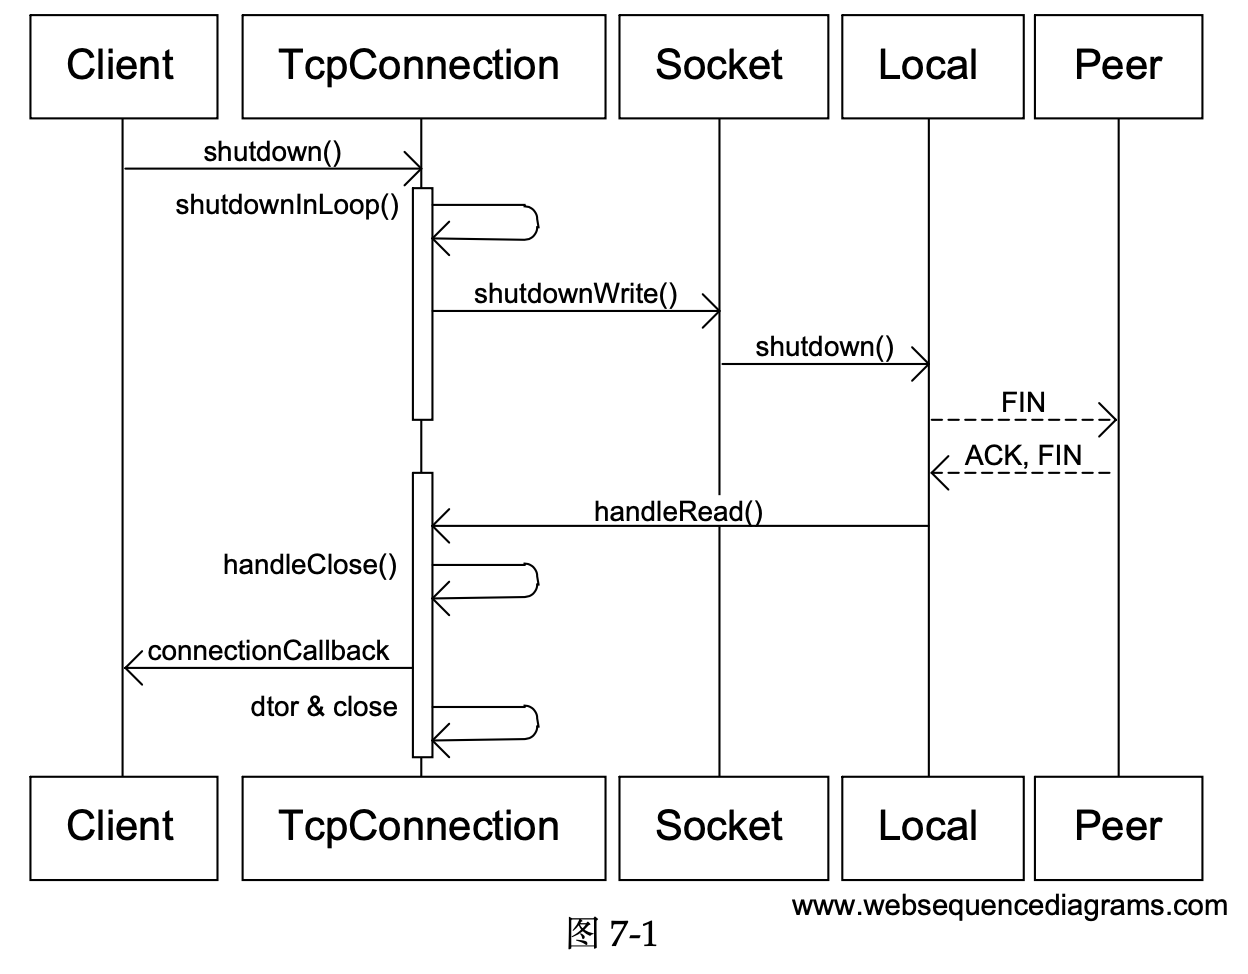 Client TcpConnection Socket Local Peer
shutdown()
shutdownInLoop()
shutdownWrite()
shutdown()
FIN
ACK, FIN
handleRead()
handleClose()
connectionCallback
dtor & close
Client TcpConnection Socket Local Peer
www.websequencediagrams.com
图 7-1